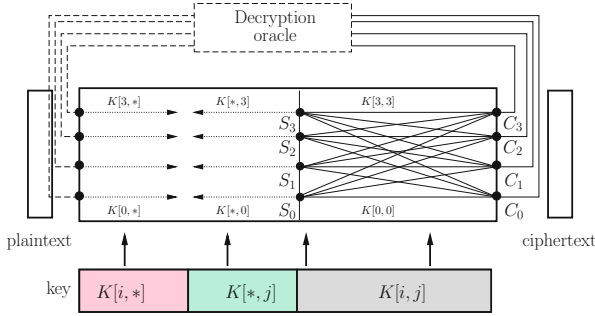 Decryption
oracle
K[3, ∗] K[∗, 3] K[3, 3]
S₃ C₃
S₂ C₂
S₁ C₁
S₀ C₀
K[0, ∗] K[∗, 0] K[0, 0]
plaintext ciphertext
key K[i, ∗] K[∗, j] K[i, j]